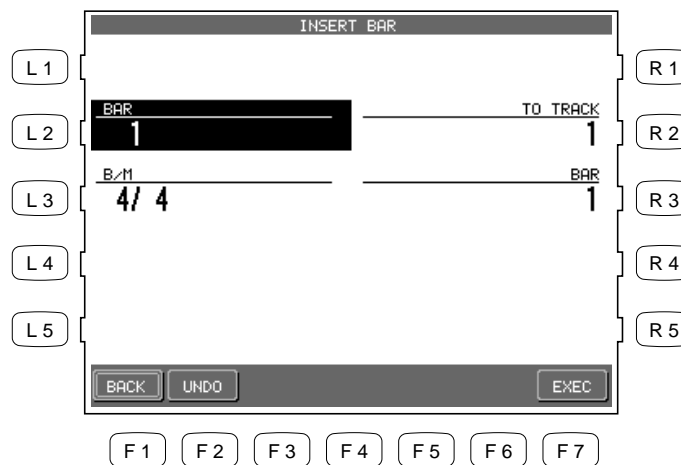 INSERT BAR
L 1 R 1
BAR TO TRACK
L 2 1 1 R 2
B/M BAR
L 3 4/ 4 1 R 3
L 4 R 4
L 5 R 5
BACK UNDO EXEC
F 1 F 2 F 3 F 4 F 5 F 6 F 7